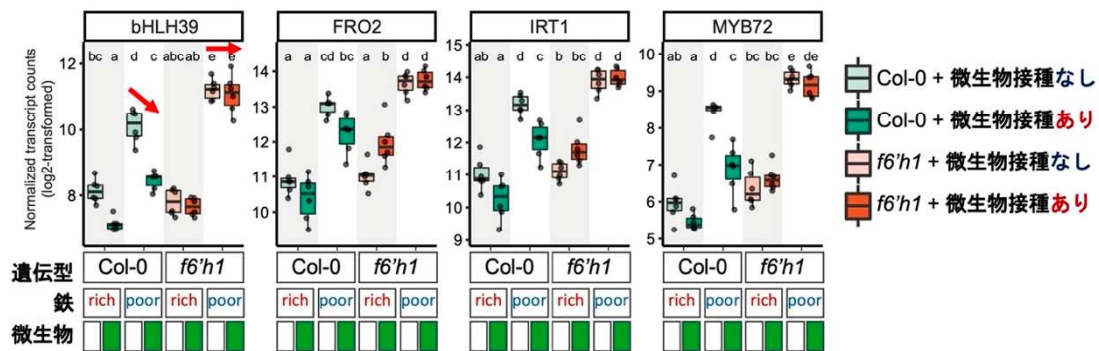 bHLH39
FRO2
IRT1
MYB72
Normalized transcript counts
(log2-transformed)
12
10
8
bc a d c abc ab e e
14
13
12
11
10
a a cd bc a b d d
15
14
13
12
11
10
9
ab a d c b bc d d
10
9
8
7
6
5
ab a d c bc bc e de
Col-0 + 微生物接種なし
Col-0 + 微生物接種あり
f6'h1 + 微生物接種なし
f6'h1 + 微生物接種あり
遺伝型
Col-0 f6'h1 Col-0 f6'h1 Col-0 f6'h1 Col-0 f6'h1
鉄
rich poor rich poor rich poor rich poor rich poor rich poor rich poor rich poor
微生物